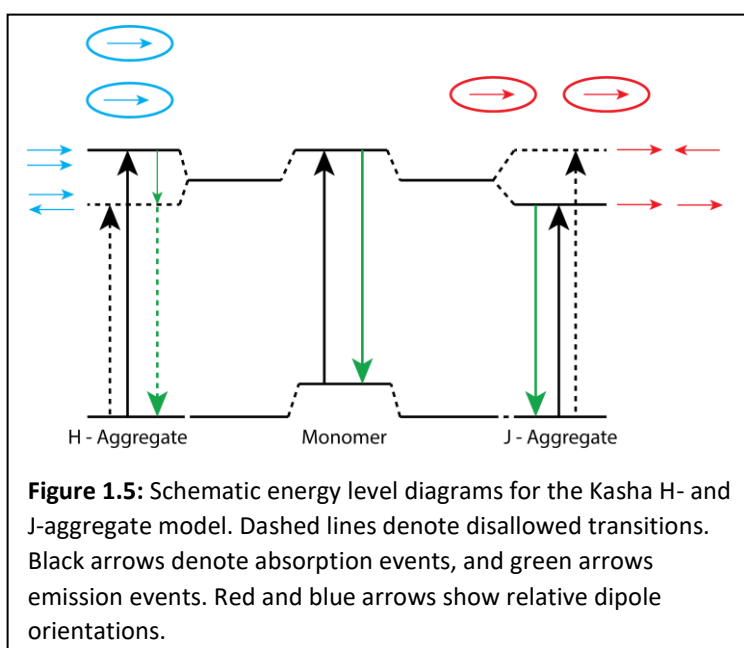 H - Aggregate Monomer J - Aggregate
Figure 1.5: Schematic energy level diagrams for the Kasha H- and
J-aggregate model. Dashed lines denote disallowed transitions.
Black arrows denote absorption events, and green arrows
emission events. Red and blue arrows show relative dipole
orientations.